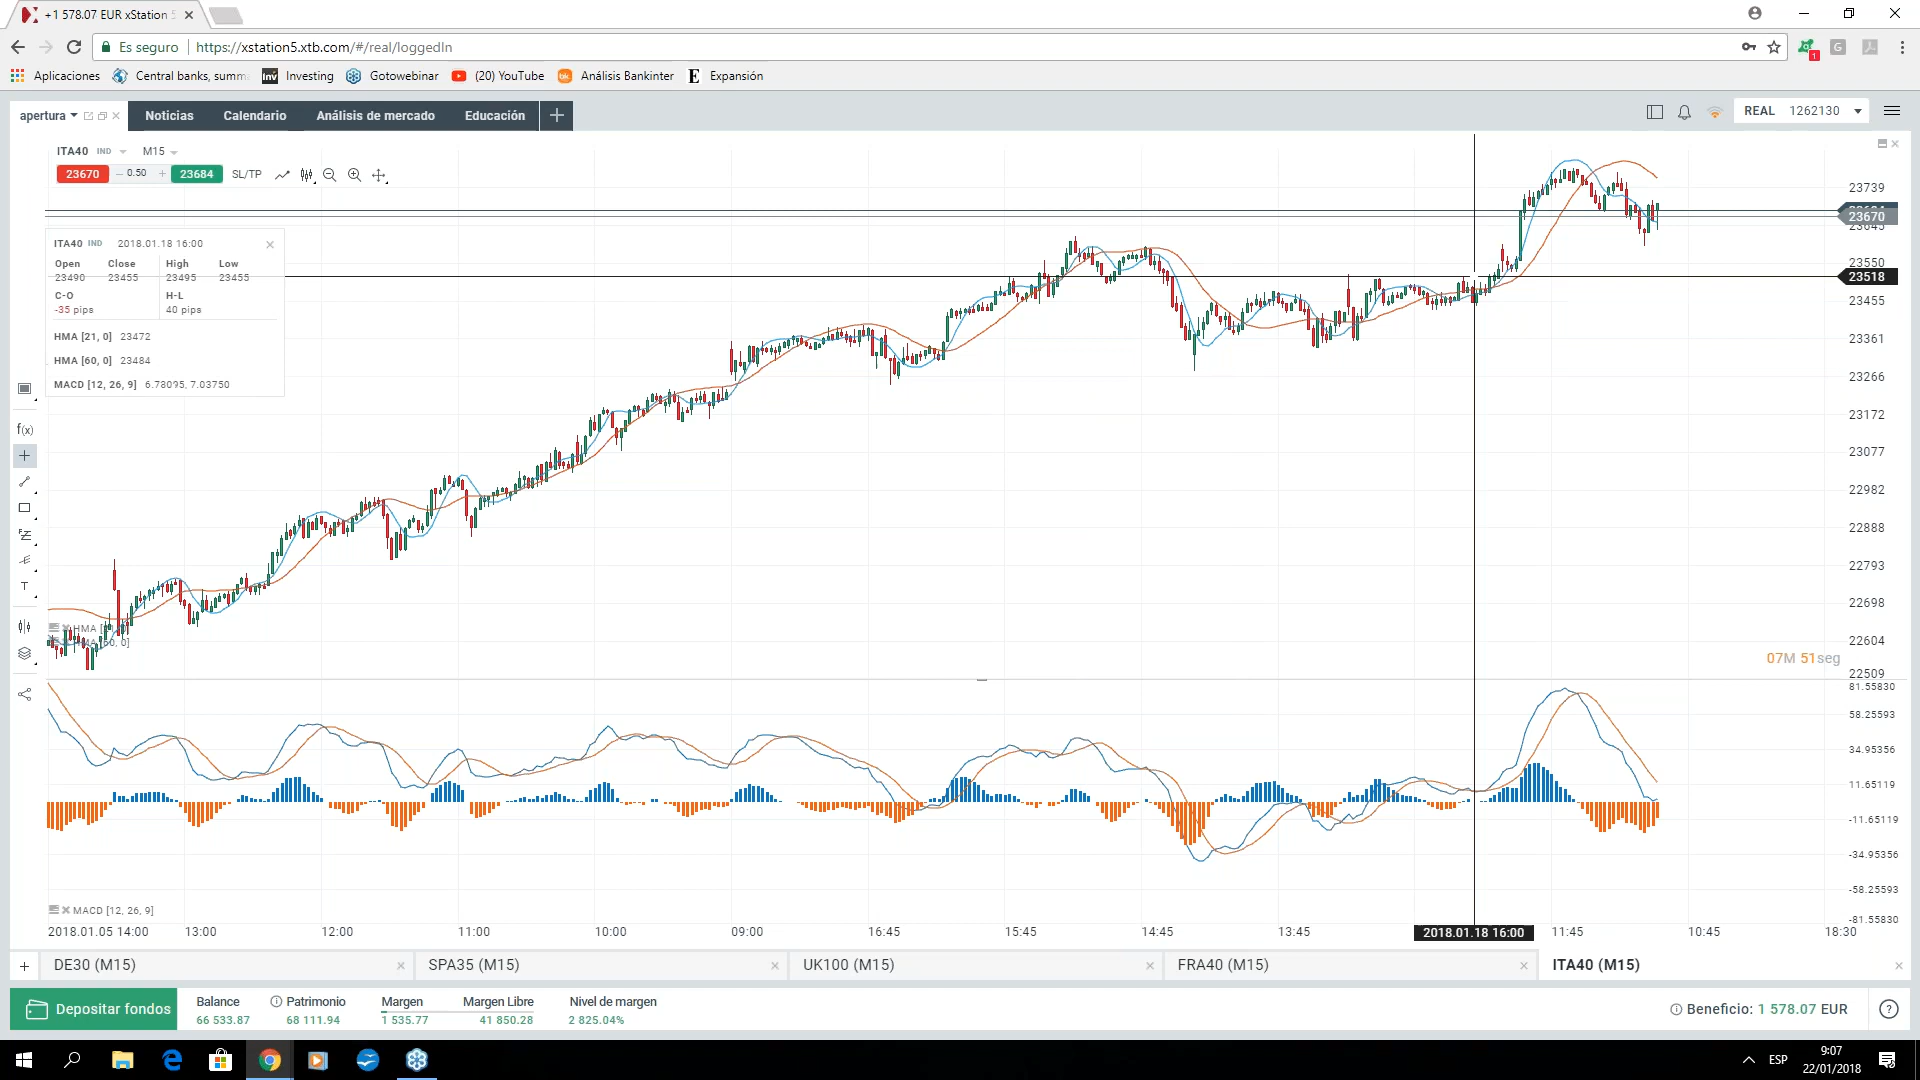 +1 578.07 EUR xStation 5
Es seguro https://xstation5.xtb.com/#/real/loggedIn
Aplicaciones Central banks, summ Investing Gotowebinar (20) YouTube Análisis Bankinter Expansión
apertura Noticias Calendario Análisis de mercado Educación REAL 1262130
ITA40 IND M15
23670 0.50 23684 SL/TP
ITA40 IND 2018.01.18 16:00
Open Close High Low
23490 23455 23495 23455
C-O H-L
-35 pips 40 pips
HMA [21, 0] 23472
HMA [60, 0] 23484
MACD [12, 26, 9] 6.78095, 7.03750
23739
23670
23645
23550
23518
23455
23361
23266
23172
23077
22982
22888
22793
22698
22604
22509
f(x)
T
07M 51seg
81.55830
58.25593
34.95356
11.65119
-11.65119
-34.95356
-58.25593
-81.55830
MACD [12, 26, 9]
2018.01.05 14:00 13:00 12:00 11:00 10:00 09:00 16:45 15:45 14:45 13:45 2018.01.18 16:00 11:45 10:45 18:30
DE30 (M15) SPA35 (M15) UK100 (M15) FRA40 (M15) ITA40 (M15)
Depositar fondos
Balance Patrimonio Margen Margen Libre Nivel de margen
66 533.87 68 111.94 1 535.77 41 850.28 2 825.04%
Beneficio: 1 578.07 EUR
ESP
9:07
22/01/2018